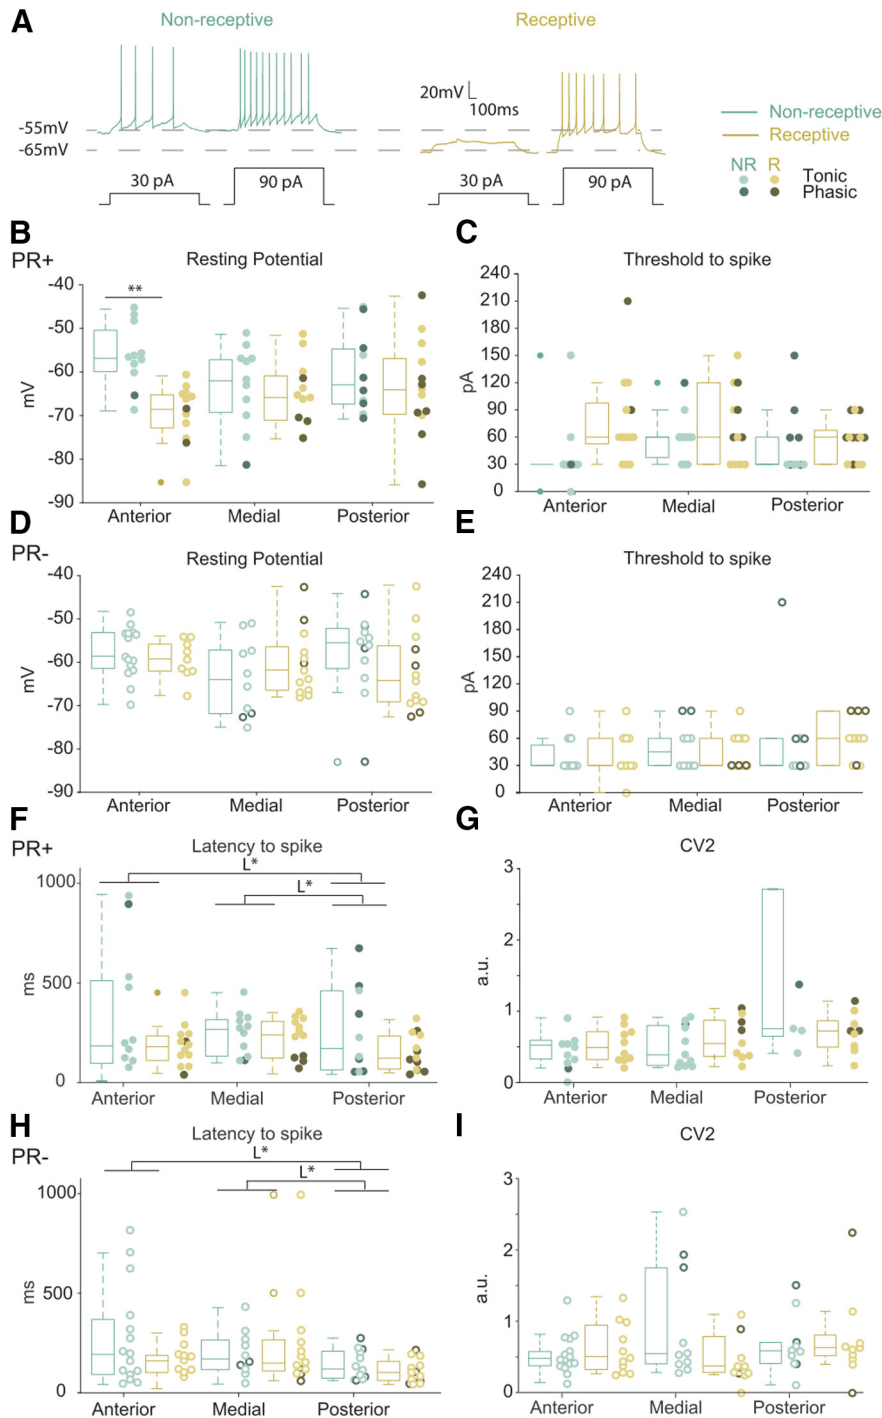 A
Non-receptive
Receptive
20mV
100ms
-55mV
-65mV
30 pA
90 pA
30 pA
90 pA
Non-receptive
Receptive
NR
R
Tonic
Phasic
B
PR+
Resting Potential
-40
-50
-60
-70
-80
-90
mV
**
Anterior
Medial
Posterior
C
Threshold to spike
240
210
180
150
120
90
60
30
0
pA
Anterior
Medial
Posterior
D
PR-
Resting Potential
-40
-50
-60
-70
-80
-90
mV
Anterior
Medial
Posterior
E
Threshold to spike
240
210
180
150
120
90
60
30
0
pA
Anterior
Medial
Posterior
F
PR+
Latency to spike
L*
L*
1000
500
0
ms
Anterior
Medial
Posterior
G
CV2
3
2
1
0
a.u.
Anterior
Medial
Posterior
H
PR-
Latency to spike
L*
L*
1000
500
0
ms
Anterior
Medial
Posterior
I
CV2
3
2
1
0
a.u.
Anterior
Medial
Posterior